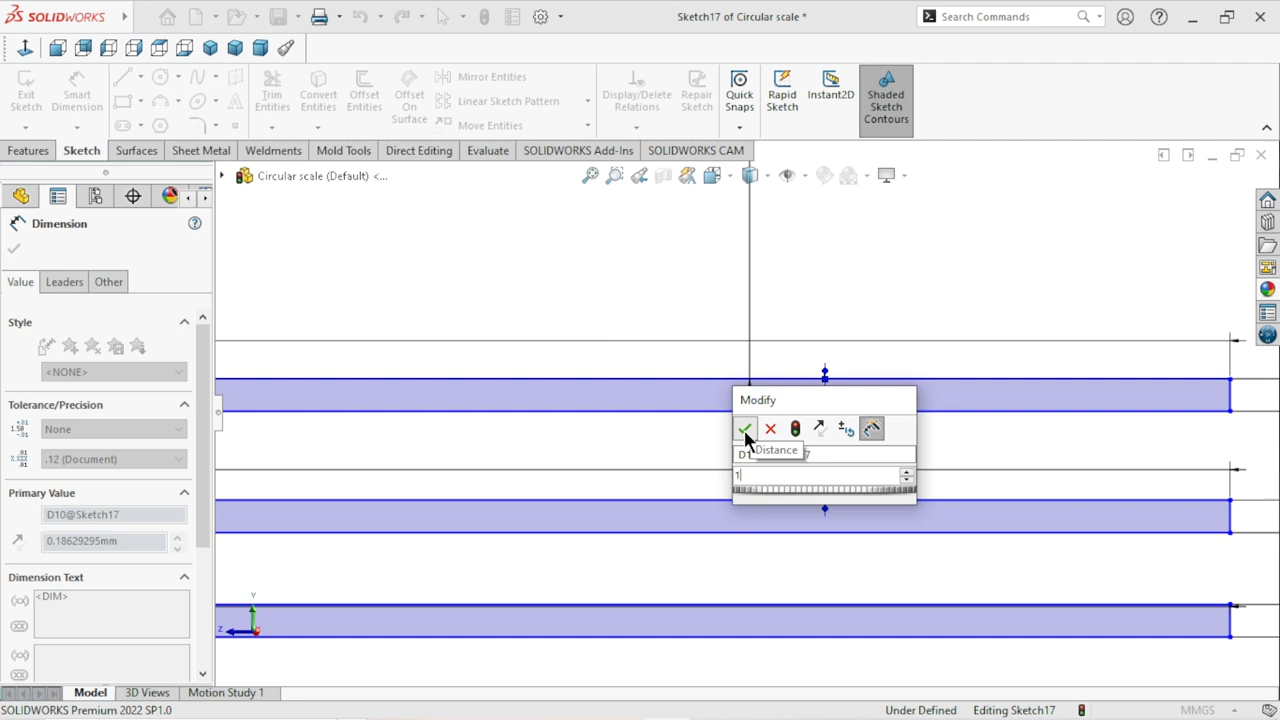 SOLIDWORKS
Sketch17 of Circular scale *
Search Commands
Exit Sketch
Smart Dimension
Trim Entities
Convert Entities
Offset Entities
Offset On Surface
Mirror Entities
Linear Sketch Pattern
Move Entities
Display/Delete Relations
Repair Sketch
Quick Snaps
Rapid Sketch
Instant2D
Shaded Sketch Contours
Features
Sketch
Surfaces
Sheet Metal
Weldments
Mold Tools
Direct Editing
Evaluate
SOLIDWORKS Add-Ins
SOLIDWORKS CAM
Circular scale (Default) <...
Dimension
Value
Leaders
Other
Style
<NONE>
Tolerance/Precision
None
.12 (Document)
Primary Value
D10@Sketch17
0.18629295mm
Dimension Text
<DIM>
Modify
Distance
D1
7
1
Y
Z
Model
3D Views
Motion Study 1
SOLIDWORKS Premium 2022 SP1.0
Under Defined
Editing Sketch17
MMGS